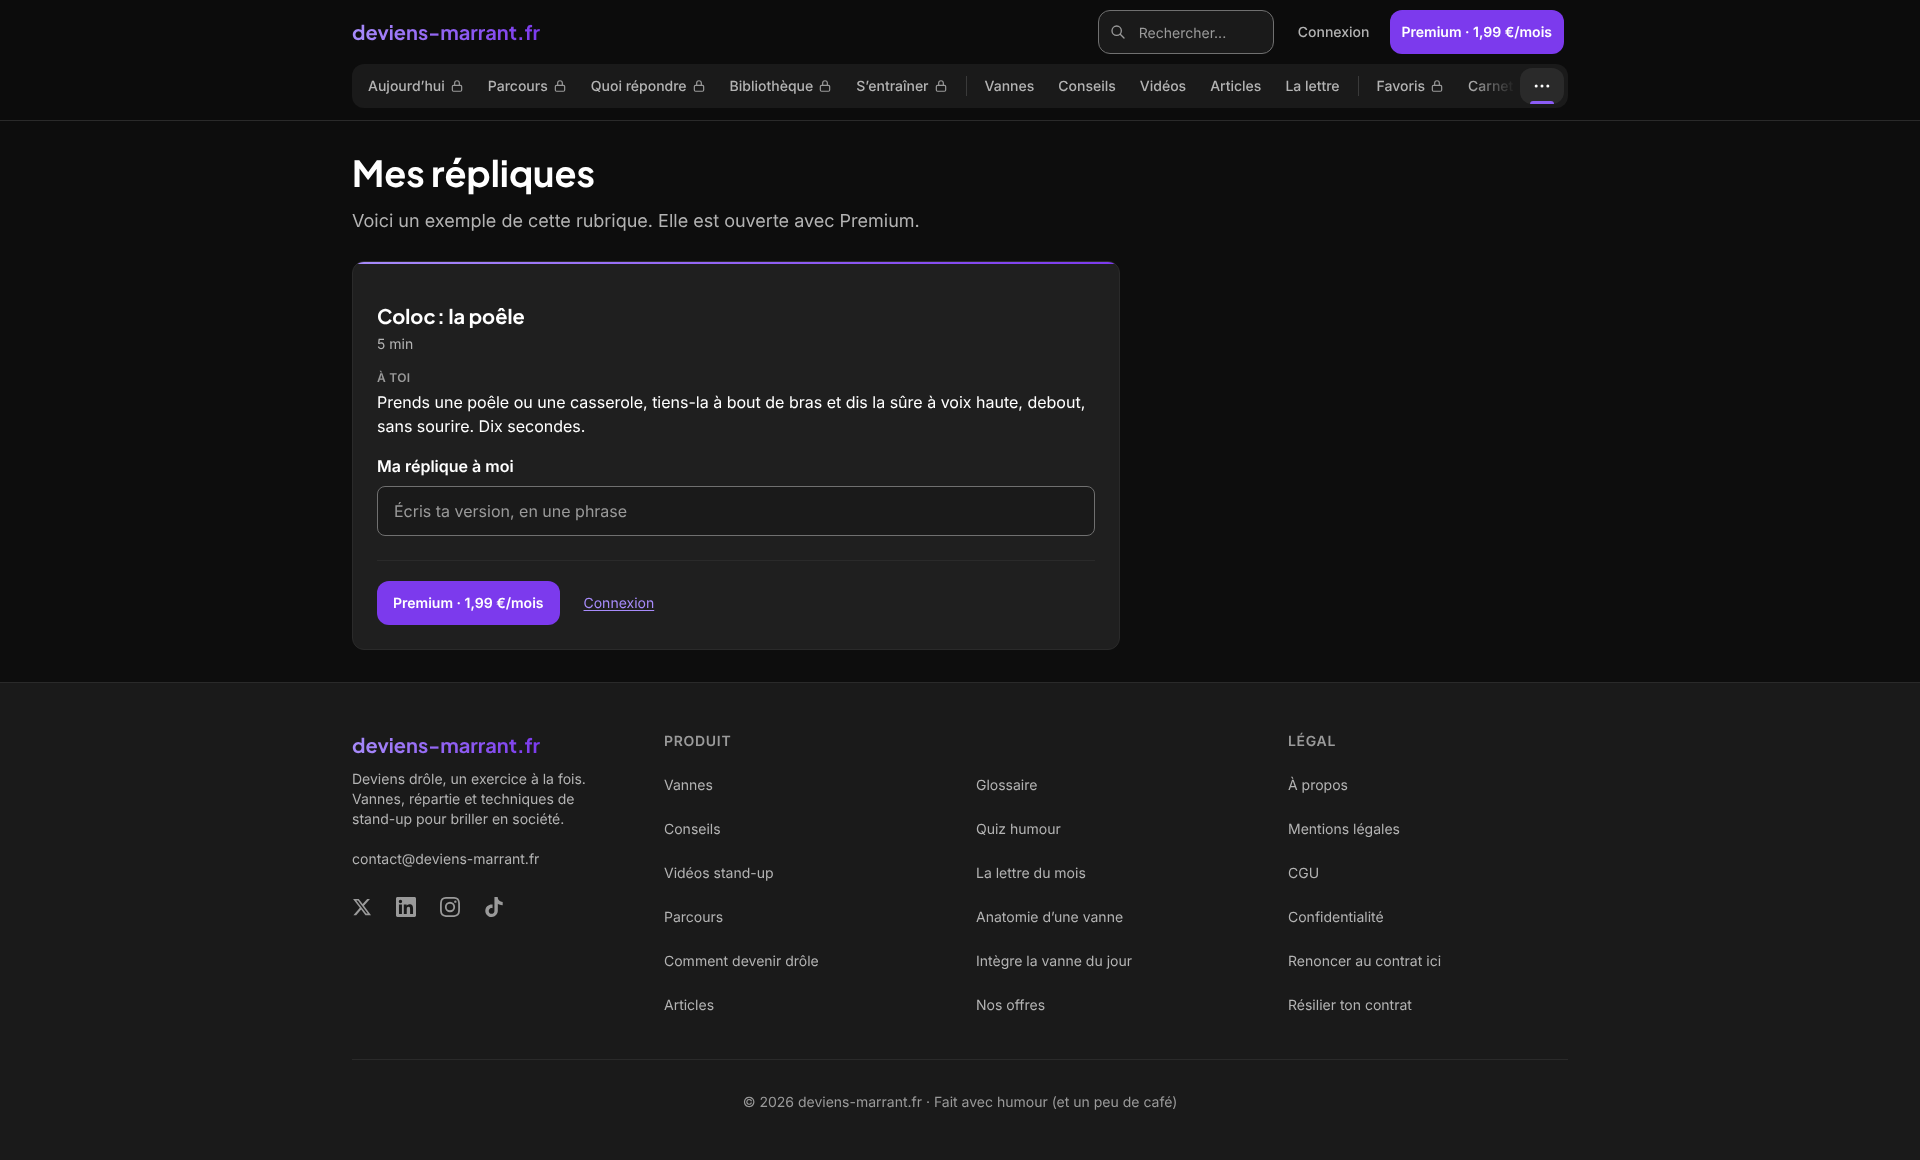 deviens-marrant.fr
Rechercher...
Connexion
Premium · 1,99 €/mois
Aujourd’hui
Parcours
Quoi répondre
Bibliothèque
S’entraîner
Vannes
Conseils
Vidéos
Articles
La lettre
Favoris
Carnet
Mes répliques
Voici un exemple de cette rubrique. Elle est ouverte avec Premium.
Coloc : la poêle
5 min
À TOI
Prends une poêle ou une casserole, tiens-la à bout de bras et dis la sûre à voix haute, debout,
sans sourire. Dix secondes.
Ma réplique à moi
Écris ta version, en une phrase
Premium · 1,99 €/mois
Connexion
deviens-marrant.fr
Deviens drôle, un exercice à la fois.
Vannes, répartie et techniques de
stand-up pour briller en société.
contact@deviens-marrant.fr
PRODUIT
Vannes
Conseils
Vidéos stand-up
Parcours
Comment devenir drôle
Articles
Glossaire
Quiz humour
La lettre du mois
Anatomie d’une vanne
Intègre la vanne du jour
Nos offres
LÉGAL
À propos
Mentions légales
CGU
Confidentialité
Renoncer au contrat ici
Résilier ton contrat
© 2026 deviens-marrant.fr · Fait avec humour (et un peu de café)